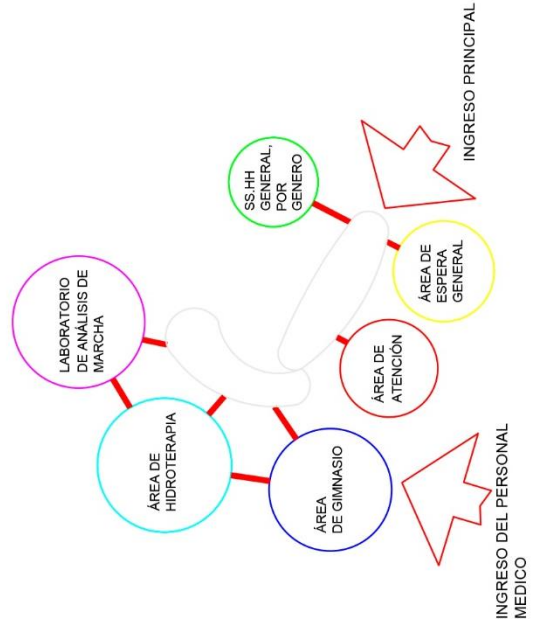 LABORATORIO
DE ANÁLISIS DE
MARCHA
SS.HH
GENERAL,
POR
GENERO
INGRESO PRINCIPAL
ÁREA DE
HIDROTERAPIA
ÁREA DE
ESPERA
GENERAL
ÁREA DE
ATENCIÓN
ÁREA
DE GIMNASIO
INGRESO DEL PERSONAL
MEDICO